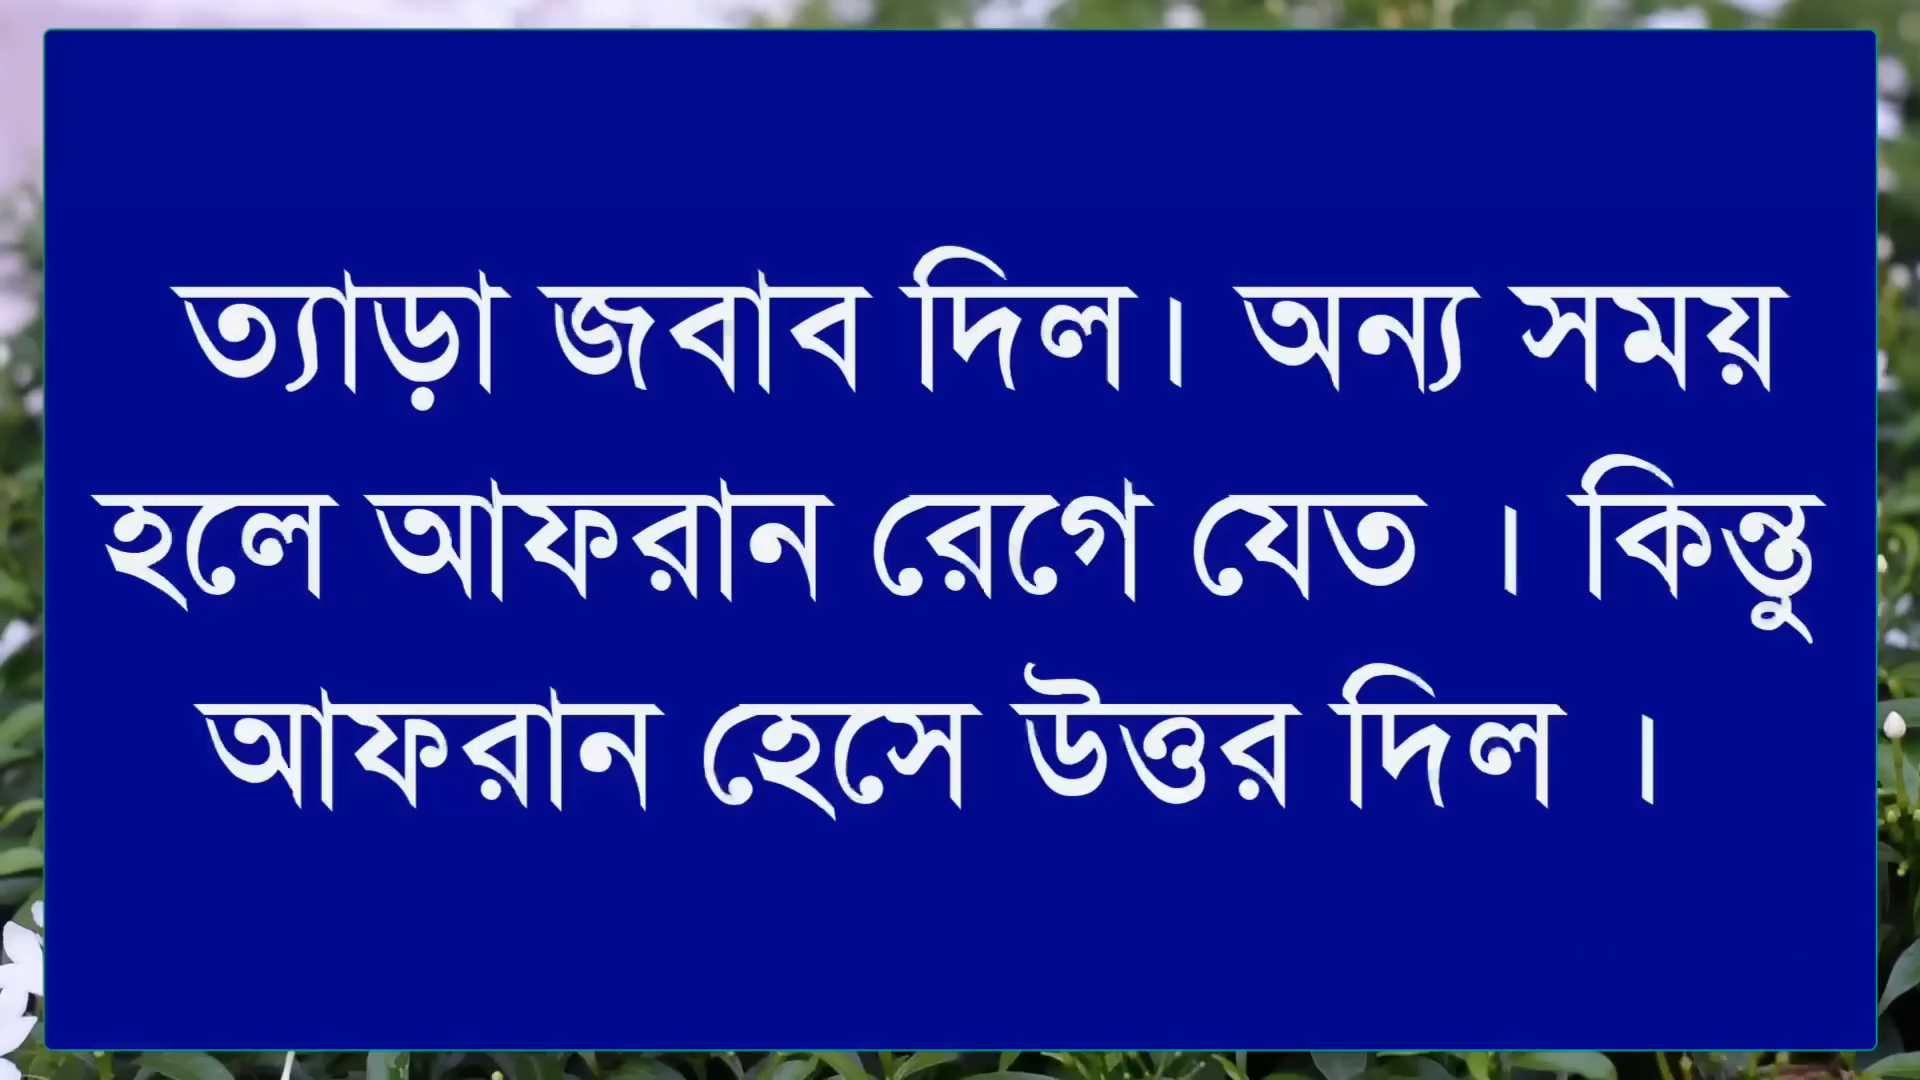 ত্যাড়া জবাব দিল। অন্য সময়
হলে আফরান রেগে যেত । কিন্তু
আফরান হেসে উত্তর দিল ।